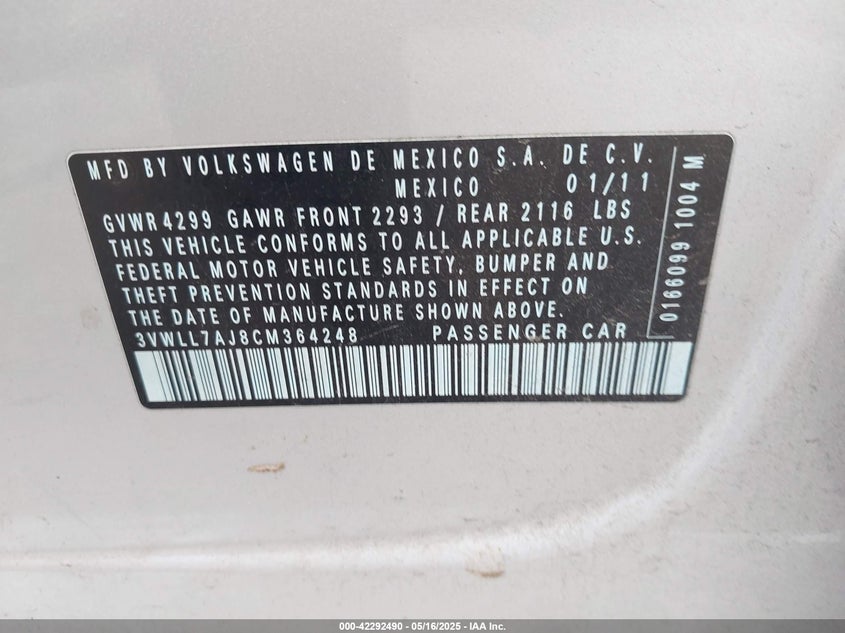 MFD BY VOLKSWAGEN DE MEXICO S.A. DE C.V.
MEXICO 01/11
GVWR 4299 GAWR FRONT 2293 / REAR 2116 LBS
THIS VEHICLE CONFORMS TO ALL APPLICABLE U.S.
FEDERAL MOTOR VEHICLE SAFETY, BUMPER AND
THEFT PREVENTION STANDARDS IN EFFECT ON
THE DATE OF MANUFACTURE SHOWN ABOVE.
3VWLL7AJ8CM364248 PASSENGER CAR
0166099 1004 M
000-42292490 - 05/16/2025 - IAA Inc.